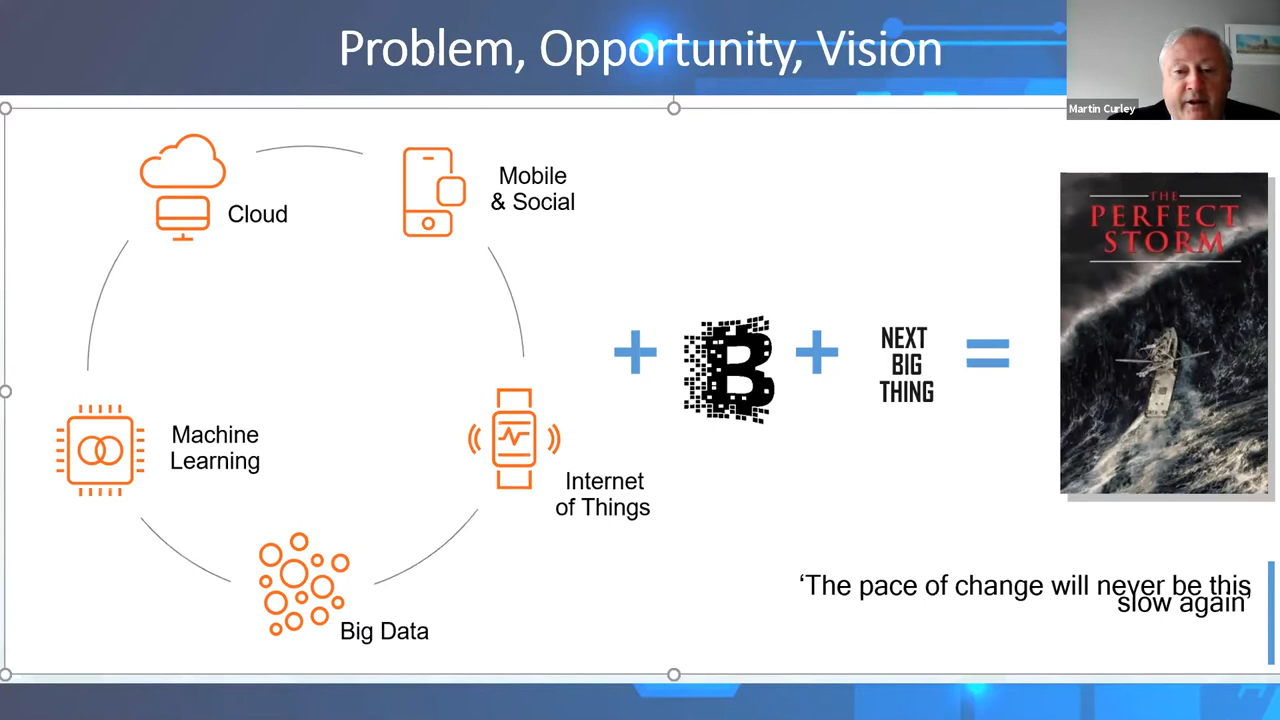 Problem, Opportunity, Vision
Martin Curley
Cloud
Mobile
& Social
Machine
Learning
Internet
of Things
Big Data
NEXT
BIG
THING
THE
PERFECT
STORM
‘The pace of change will never be this
slow again’